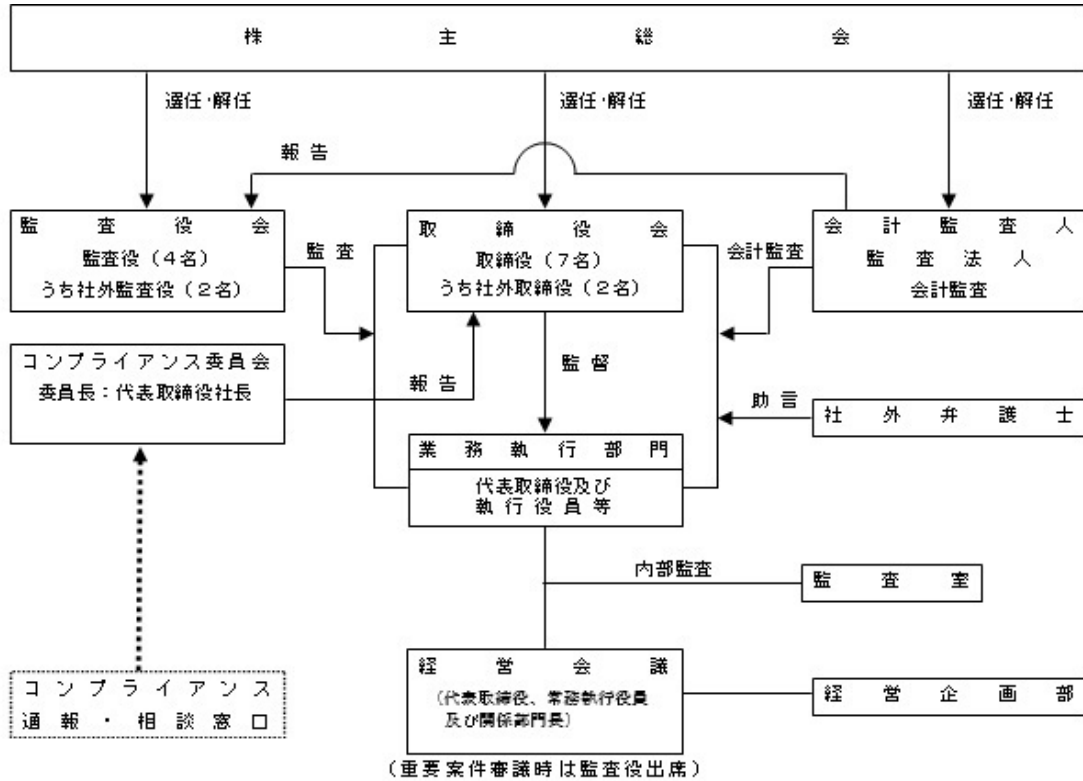 株主総会
選任・解任
選任・解任
選任・解任
報告
監査役会
監査役(4名)
うち社外監査役(2名)
監査
取締役会
取締役(7名)
うち社外取締役(2名)
会計監査
会計監査人
監査法人
会計監査
コンプライアンス委員会
委員長:代表取締役社長
報告
監督
助言
社外弁護士
業務執行部門
代表取締役及び
執行役員等
内部監査
監査室
コンプライアンス
通報・相談窓口
経営会議
(代表取締役、常務執行役員
及び関係部門長)
経営企画部
(重要案件審議時は監査役出席)